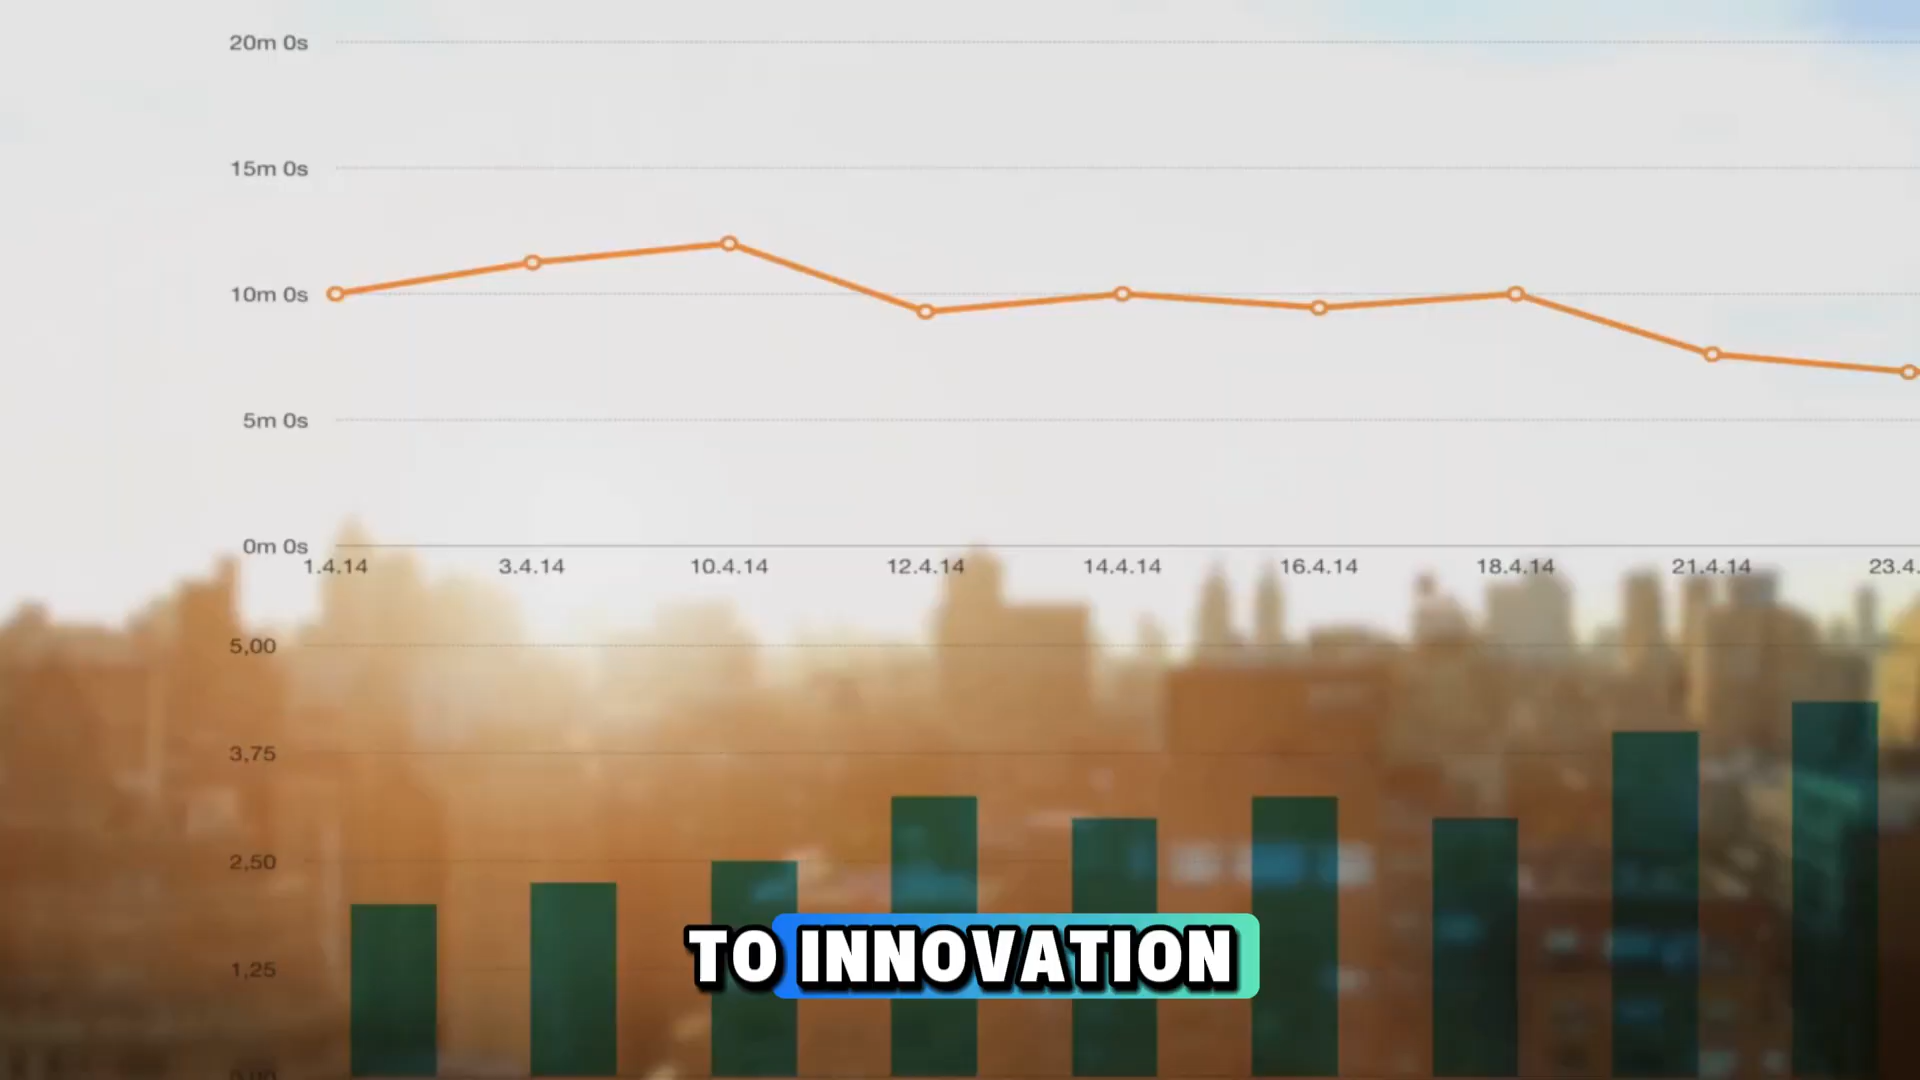 20m 0s
15m 0s
10m 0s
5m 0s
0m 0s
1.4.14 3.4.14 10.4.14 12.4.14 14.4.14 16.4.14 18.4.14 21.4.14 23.4.
5,00
3,75
2,50
TO INNOVATION
1,25